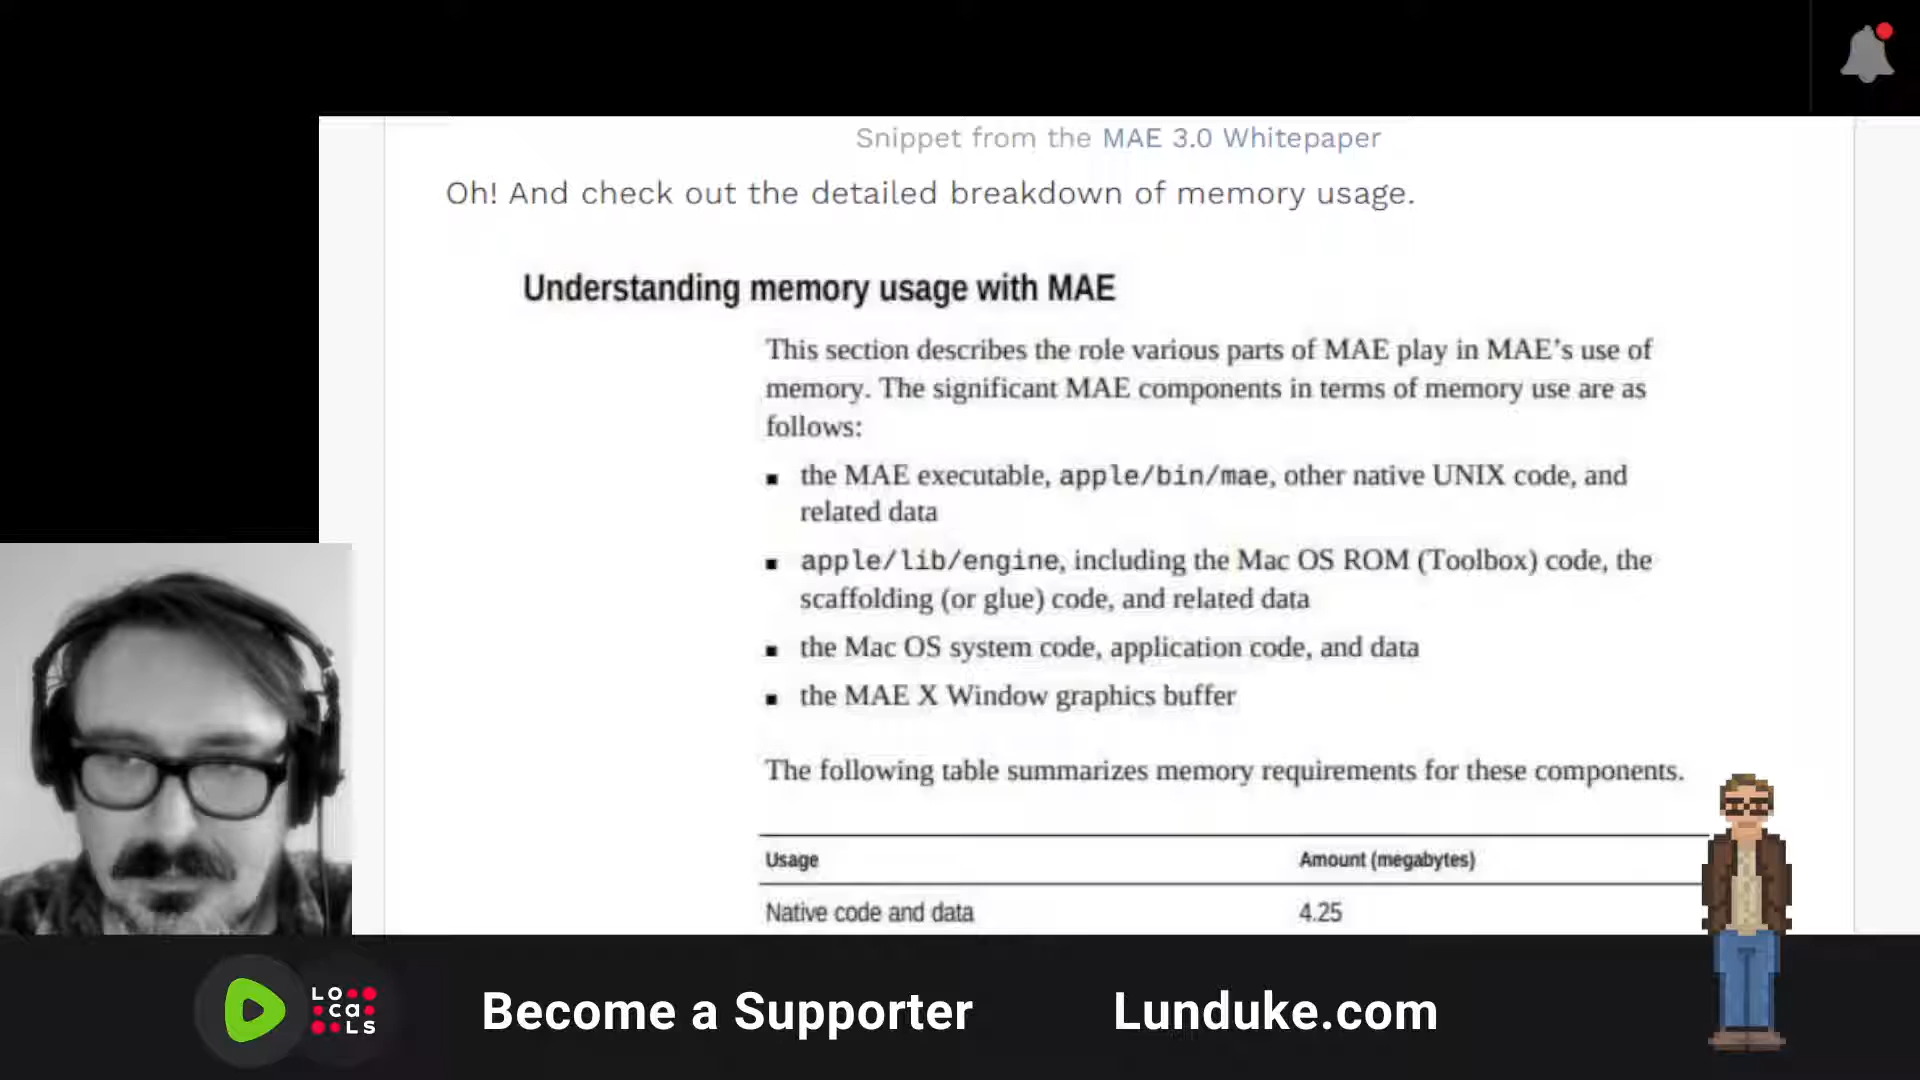 Snippet from the MAE 3.0 Whitepaper
Oh! And check out the detailed breakdown of memory usage.
Understanding memory usage with MAE
This section describes the role various parts of MAE play in MAE’s use of
memory. The significant MAE components in terms of memory use are as
follows:
▪ the MAE executable, apple/bin/mae, other native UNIX code, and
related data
▪ apple/lib/engine, including the Mac OS ROM (Toolbox) code, the
scaffolding (or glue) code, and related data
▪ the Mac OS system code, application code, and data
▪ the MAE X Window graphics buffer
The following table summarizes memory requirements for these components.
Usage Amount (megabytes)
Native code and data 4.25
LO
ca
LS
Become a Supporter Lunduke.com